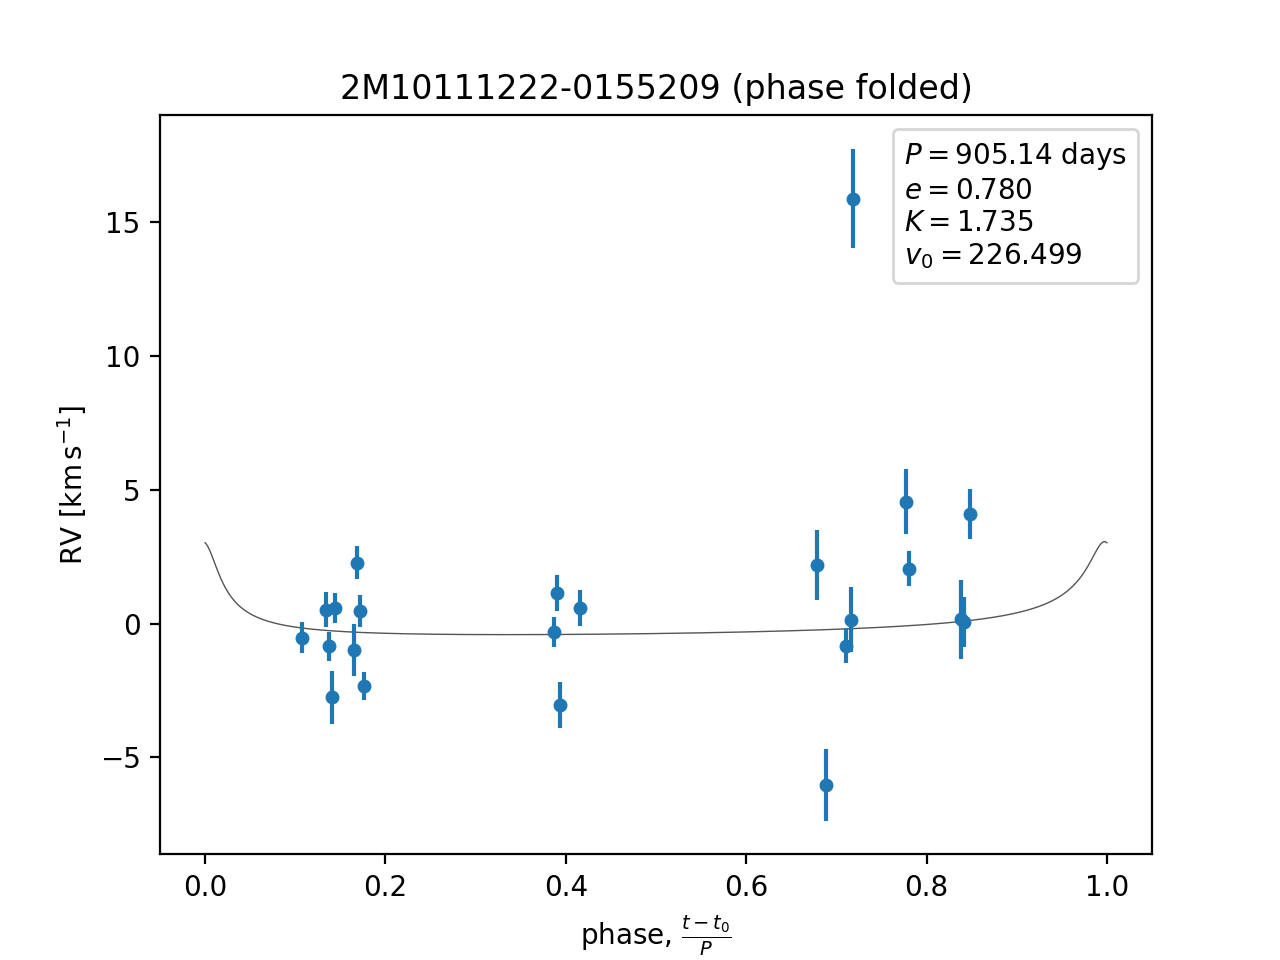 2M10111222-0155209 (phase folded)
P = 905.14 days
e = 0.780
K = 1.735
v₀ = 226.499
RV [km s⁻¹]
15
10
5
0
−5
0.0 0.2 0.4 0.6 0.8 1.0
phase, (t − t₀)/P